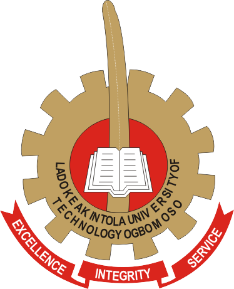 LADOKE AKINTOLA UNIVERSITY OF
TECHNOLOGY OGBOMOSO
EXCELLENCE
INTEGRITY
SERVICE